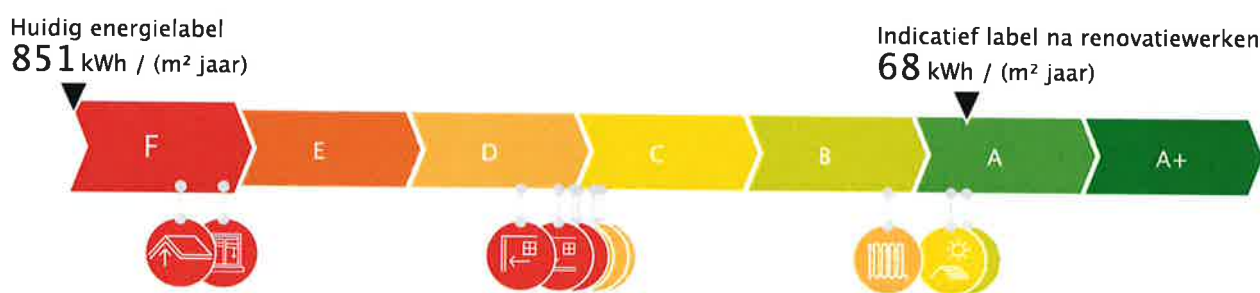 Huidig energielabel
851 kWh / (m² jaar)
Indicatief label na renovatiewerken
68 kWh / (m² jaar)
F E D C B A A+